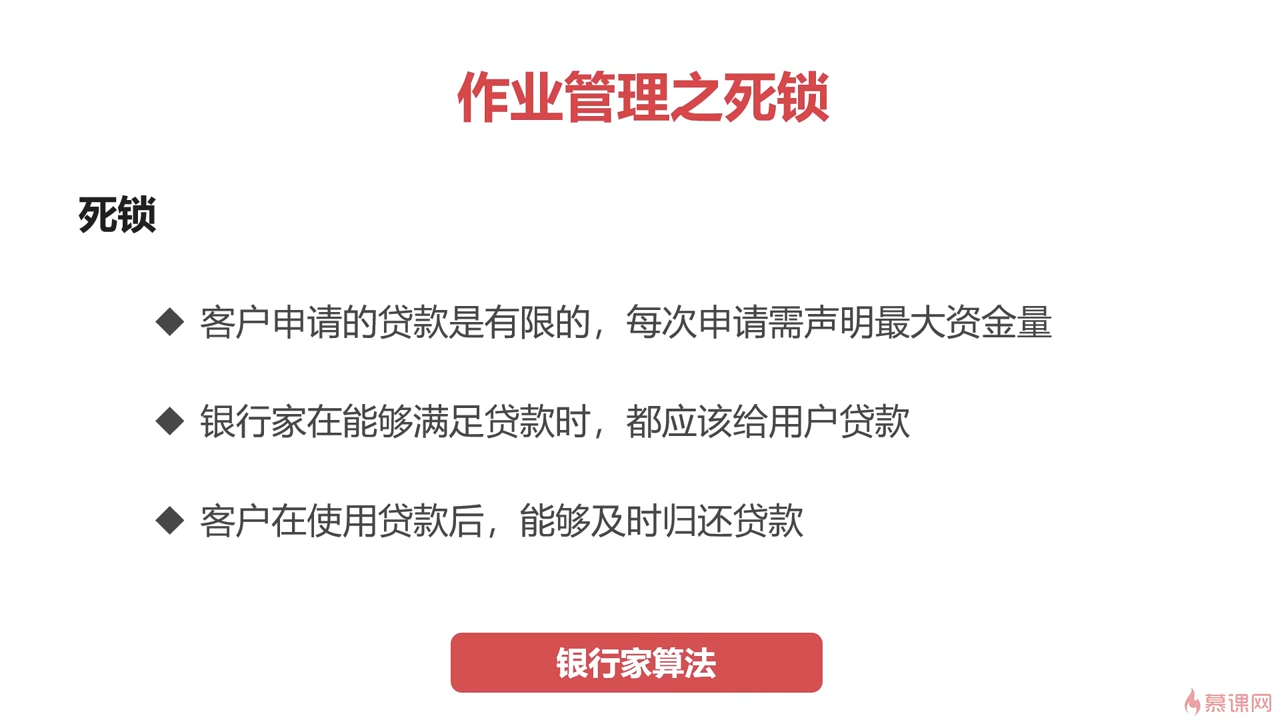 作业管理之死锁
死锁
◆ 客户申请的贷款是有限的，每次申请需声明最大资金量
◆ 银行家在能够满足贷款时，都应该给用户贷款
◆ 客户在使用贷款后，能够及时归还贷款
银行家算法
慕课网